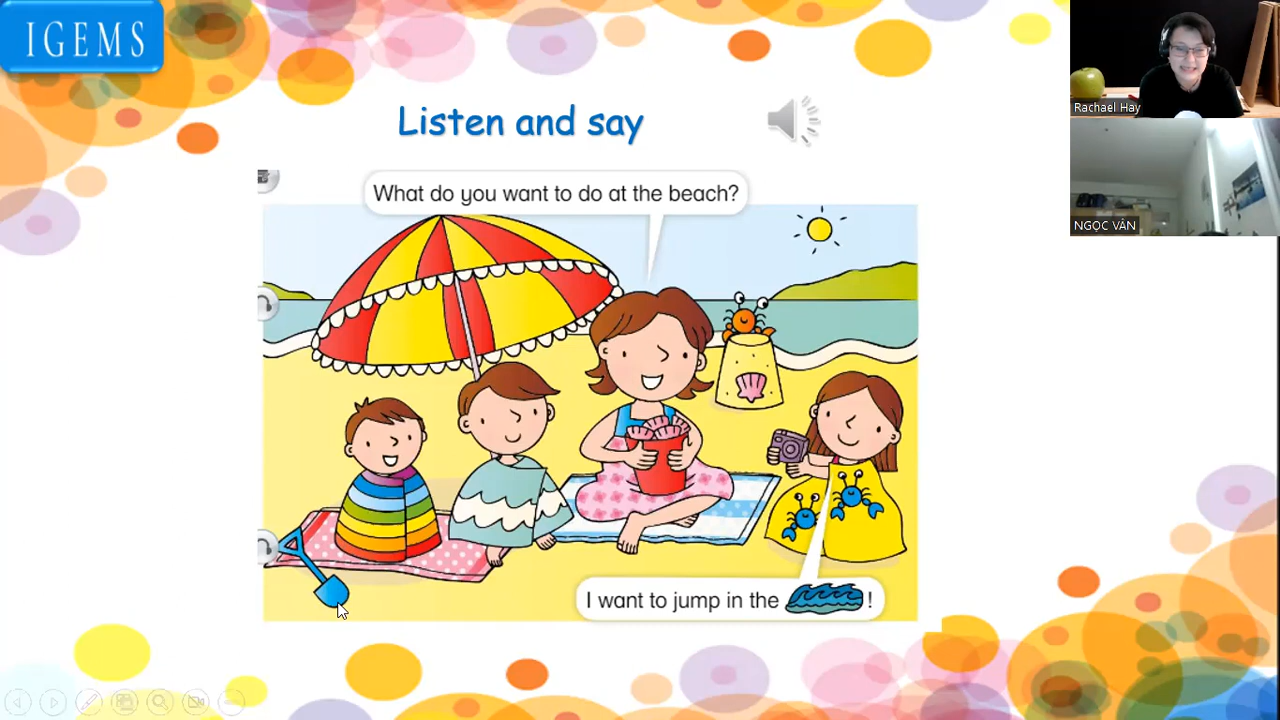 IGEMS
Listen and say
What do you want to do at the beach?
I want to jump in the !
Rachael Hay
NGỌC VÂN